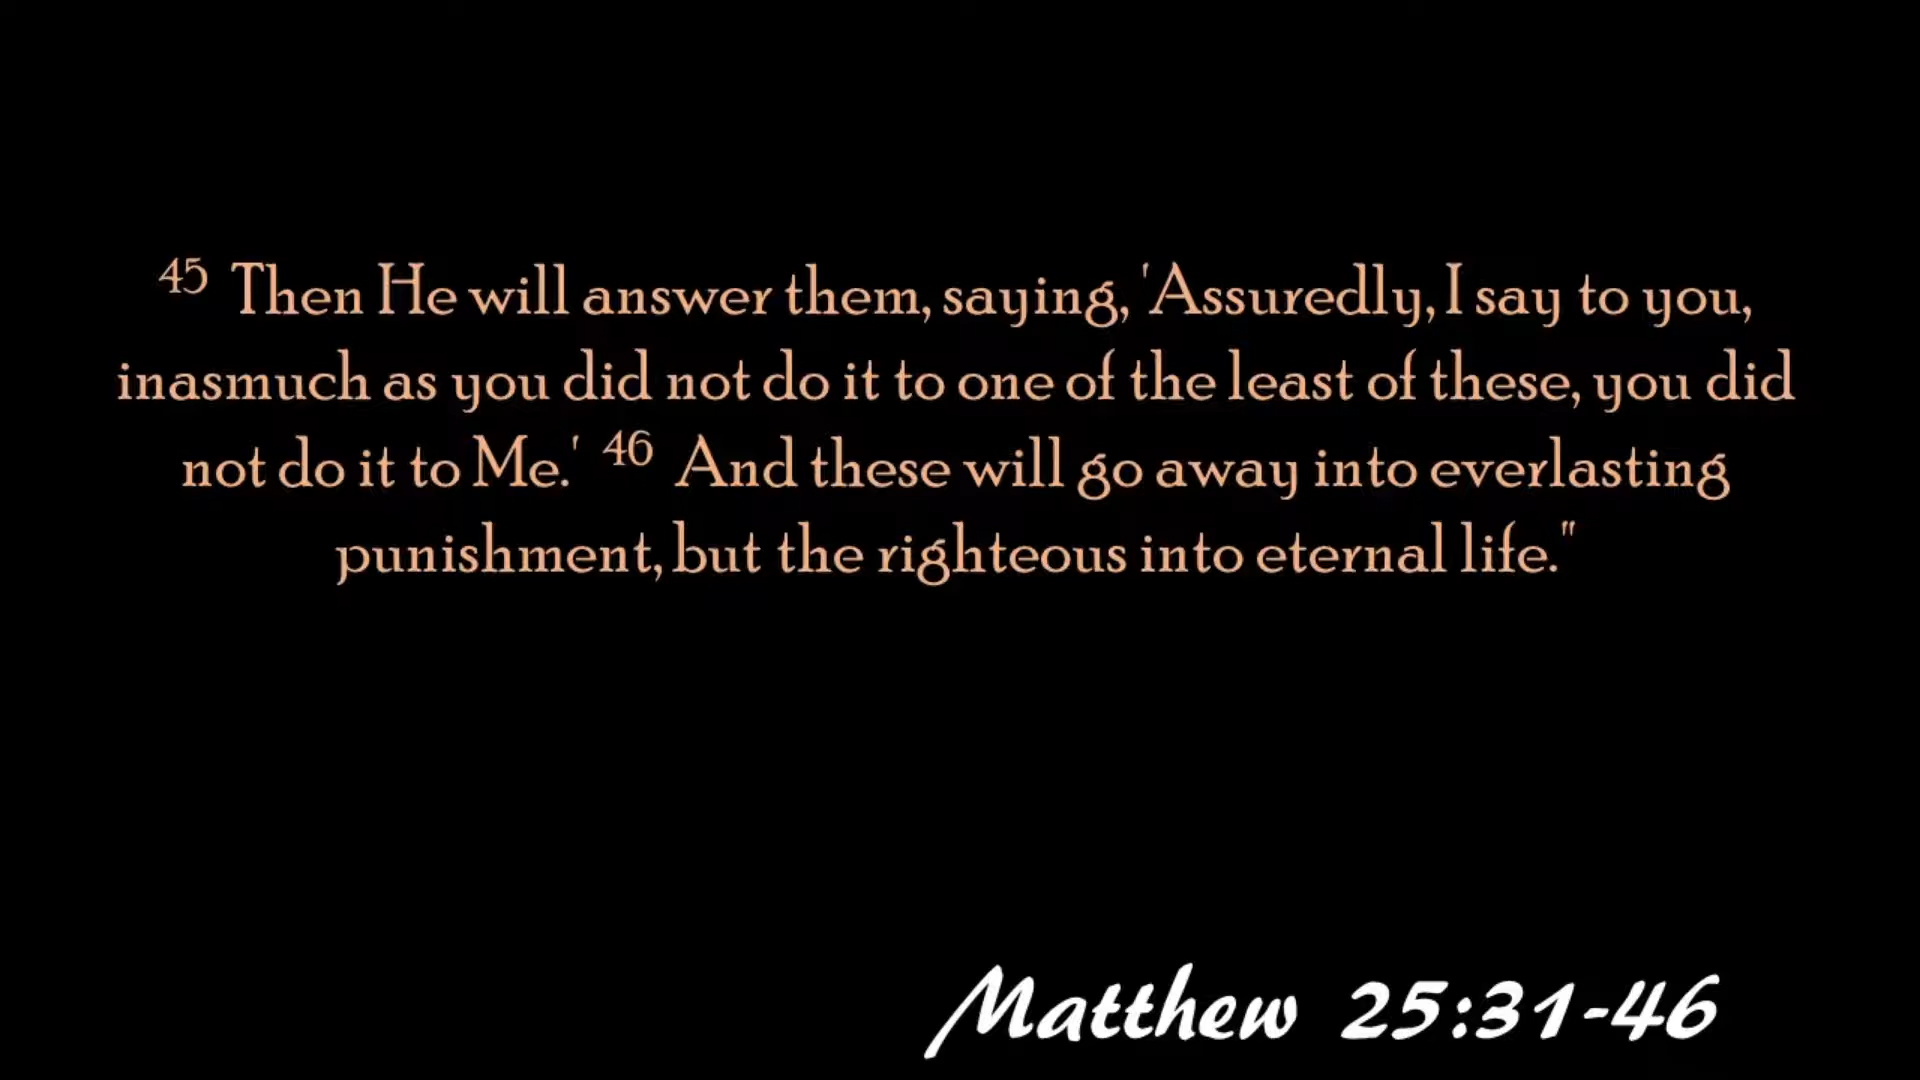 45 Then He will answer them, saying, 'Assuredly, I say to you,
inasmuch as you did not do it to one of the least of these, you did
not do it to Me.' 46 And these will go away into everlasting
punishment, but the righteous into eternal life."
Matthew 25:31-46